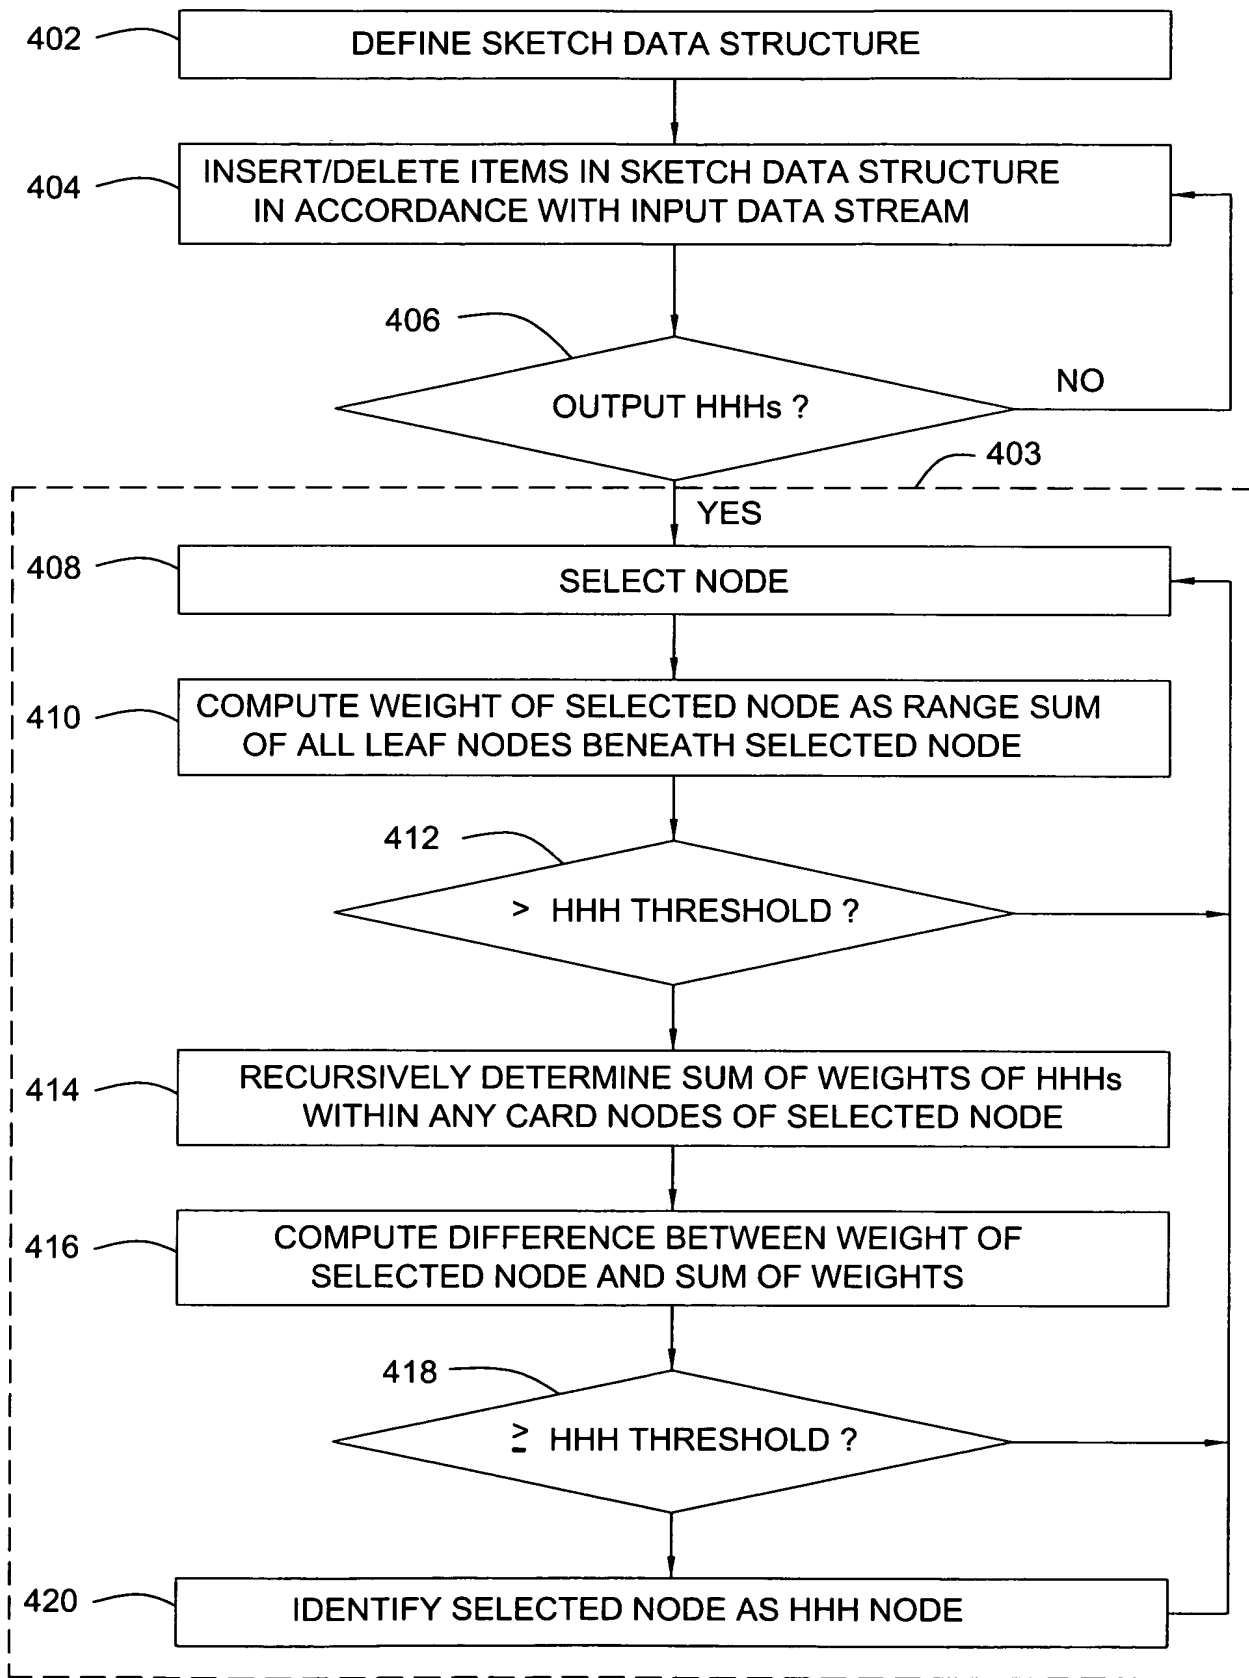 402
DEFINE SKETCH DATA STRUCTURE
404
INSERT/DELETE ITEMS IN SKETCH DATA STRUCTURE
IN ACCORDANCE WITH INPUT DATA STREAM
406
OUTPUT HHHs ?
NO
403
YES
408
SELECT NODE
410
COMPUTE WEIGHT OF SELECTED NODE AS RANGE SUM
OF ALL LEAF NODES BENEATH SELECTED NODE
412
> HHH THRESHOLD ?
414
RECURSIVELY DETERMINE SUM OF WEIGHTS OF HHHs
WITHIN ANY CARD NODES OF SELECTED NODE
416
COMPUTE DIFFERENCE BETWEEN WEIGHT OF
SELECTED NODE AND SUM OF WEIGHTS
418
≥ HHH THRESHOLD ?
420
IDENTIFY SELECTED NODE AS HHH NODE